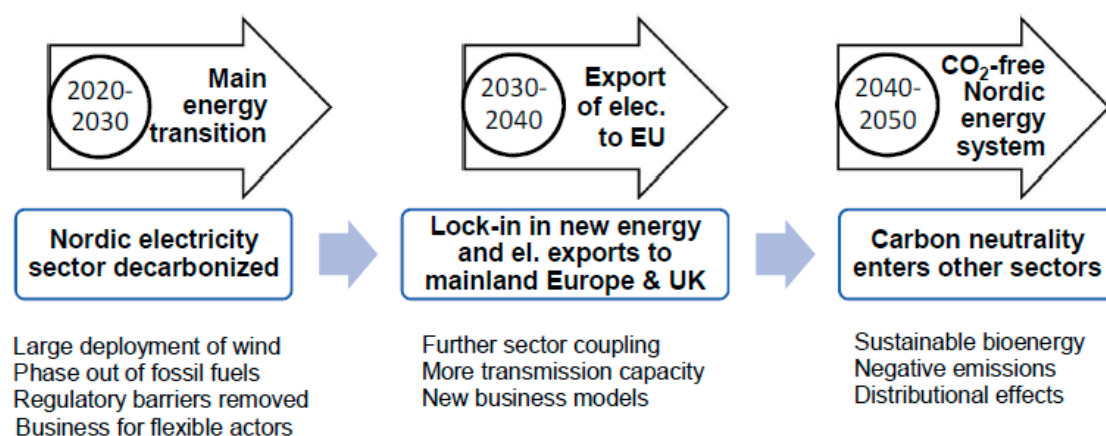 2020-
2030
Main
energy
transition
2030-
2040
Export
of elec.
to EU
2040-
2050
CO₂-free
Nordic
energy
system
Nordic electricity
sector decarbonized
Lock-in in new energy
and el. exports to
mainland Europe & UK
Carbon neutrality
enters other sectors
Large deployment of wind
Phase out of fossil fuels
Regulatory barriers removed
Business for flexible actors
Further sector coupling
More transmission capacity
New business models
Sustainable bioenergy
Negative emissions
Distributional effects